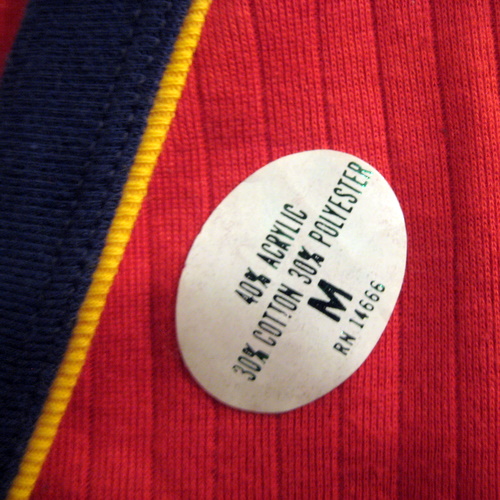 40% ACRYLIC
30% COTTON 30% POLYESTER
M
RN 14666